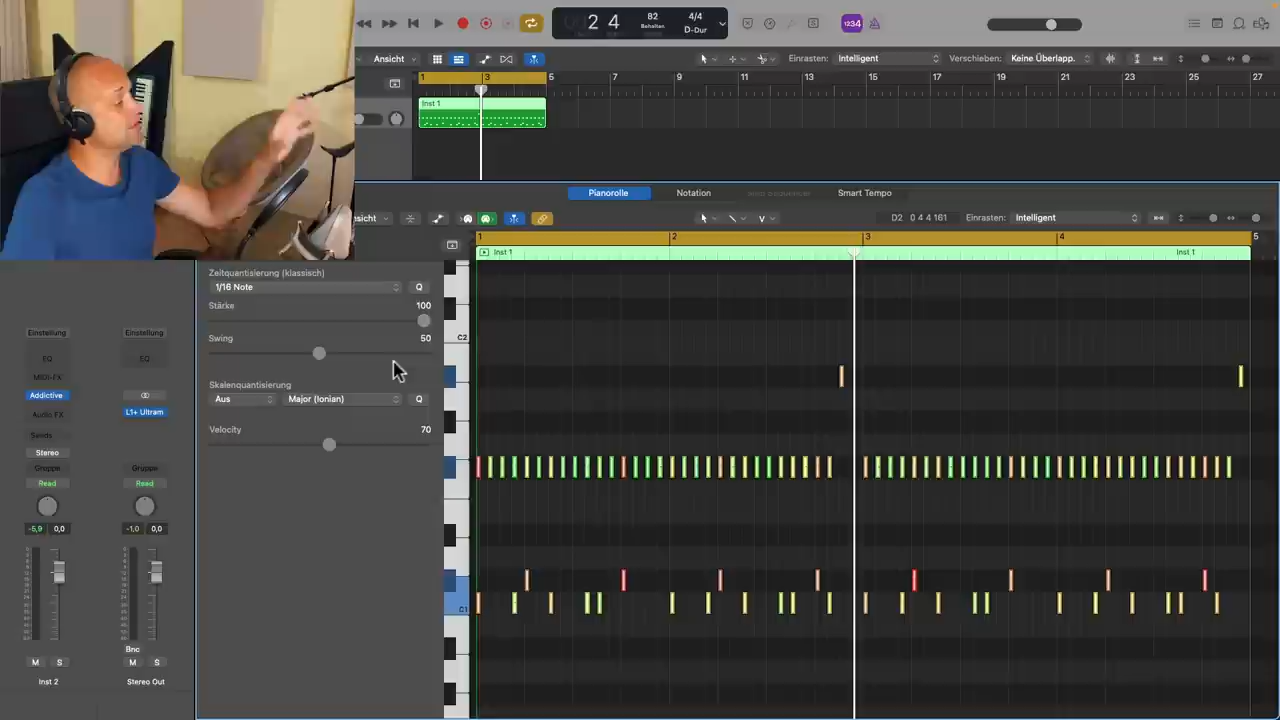 2 4
82
Behalten
4/4
D-Dur
1234
Ansicht
Einrasten: Intelligent
Verschieben: Keine Überlapp.
1 3 5 7 9 11 13 15 17 19 21 23 25 27
Inst 1
Pianorolle
Notation
Smart Tempo
sicht
D2 0 4 4 161
Einrasten: Intelligent
1 2 3 4 5
Inst 1
Inst 1
Zeitquantisierung (klassisch)
1/16 Note
Q
Stärke
100
Swing
50
Skalenquantisierung
Aus
Major (Ionian)
Q
Velocity
70
C2
C1
Einstellung
Einstellung
EQ
EQ
MIDI-FX
Addictive
L1+ Ultram
Audio FX
Sends
Stereo
Gruppe
Gruppe
Read
Read
-5,9 0,0
-1,0 0,0
Bnc
M S
M S
Inst 2
Stereo Out